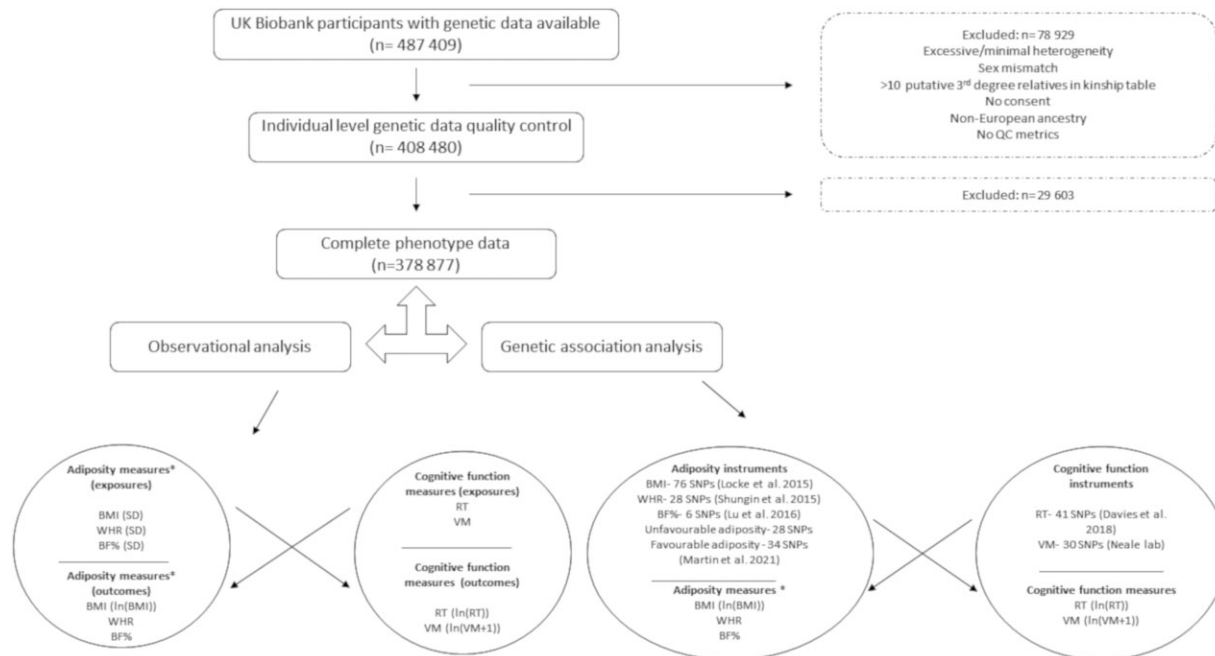 UK Biobank participants with genetic data available
(n= 487 409)
Excluded: n= 78 929
Excessive/minimal heterogeneity
Sex mismatch
>10 putative 3rd degree relatives in kinship table
No consent
Non-European ancestry
No QC metrics
Individual level genetic data quality control
(n= 408 480)
Excluded: n=29 603
Complete phenotype data
(n=378 877)
Observational analysis
Genetic association analysis
Adiposity measures*
(exposures)
BMI (SD)
WHR (SD)
BF% (SD)
Adiposity measures*
(outcomes)
BMI (ln(BMI))
WHR
BF%
Cognitive function
measures (exposures)
RT
VM
Cognitive function
measures (outcomes)
RT (ln(RT))
VM (ln(VM+1))
Adiposity instruments
BMI- 76 SNPs (Locke et al. 2015)
WHR- 28 SNPs (Shungin et al. 2015)
BF%- 6 SNPs (Lu et al. 2016)
Unfavourable adiposity- 28 SNPs
Favourable adiposity - 34 SNPs
(Martin et al. 2021)
Adiposity measures *
BMI (ln(BMI))
WHR
BF%
Cognitive function
instruments
RT- 41 SNPs (Davies et al.
2018)
VM- 30 SNPs (Neale lab)
Cognitive function measures
RT (ln(RT))
VM (ln(VM+1))